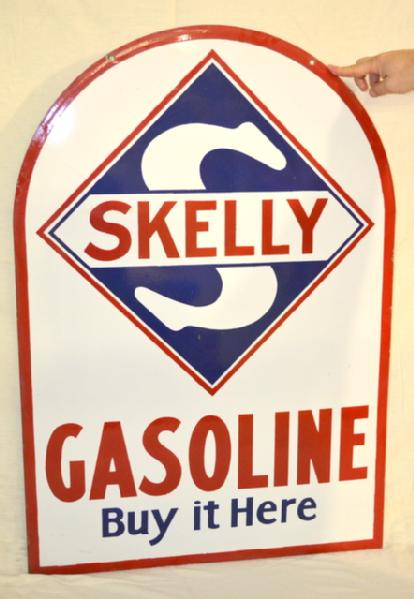 S
SKELLY
GASOLINE
Buy it Here